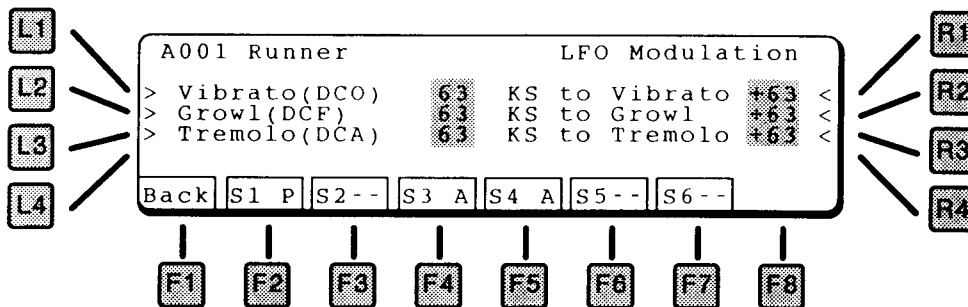 L1
L2
L3
L4
A001 Runner LFO Modulation
> Vibrato(DCO) 63 KS to Vibrato +63 <
> Growl(DCF) 63 KS to Growl +63 <
> Tremolo(DCA) 63 KS to Tremolo +63 <
Back S1 P S2-- S3 A S4 A S5-- S6--
R1
R2
R3
R4
F1 F2 F3 F4 F5 F6 F7 F8